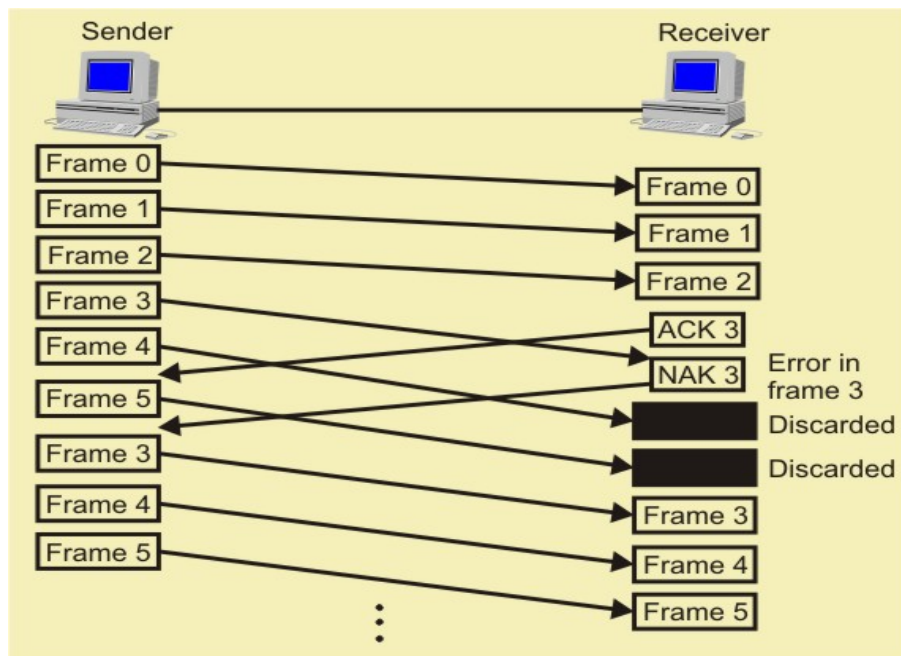 Sender
Receiver
Frame 0
Frame 1
Frame 2
Frame 3
Frame 4
Frame 5
Frame 3
Frame 4
Frame 5
Frame 0
Frame 1
Frame 2
ACK 3
NAK 3
Error in
frame 3
Discarded
Discarded
Frame 3
Frame 4
Frame 5